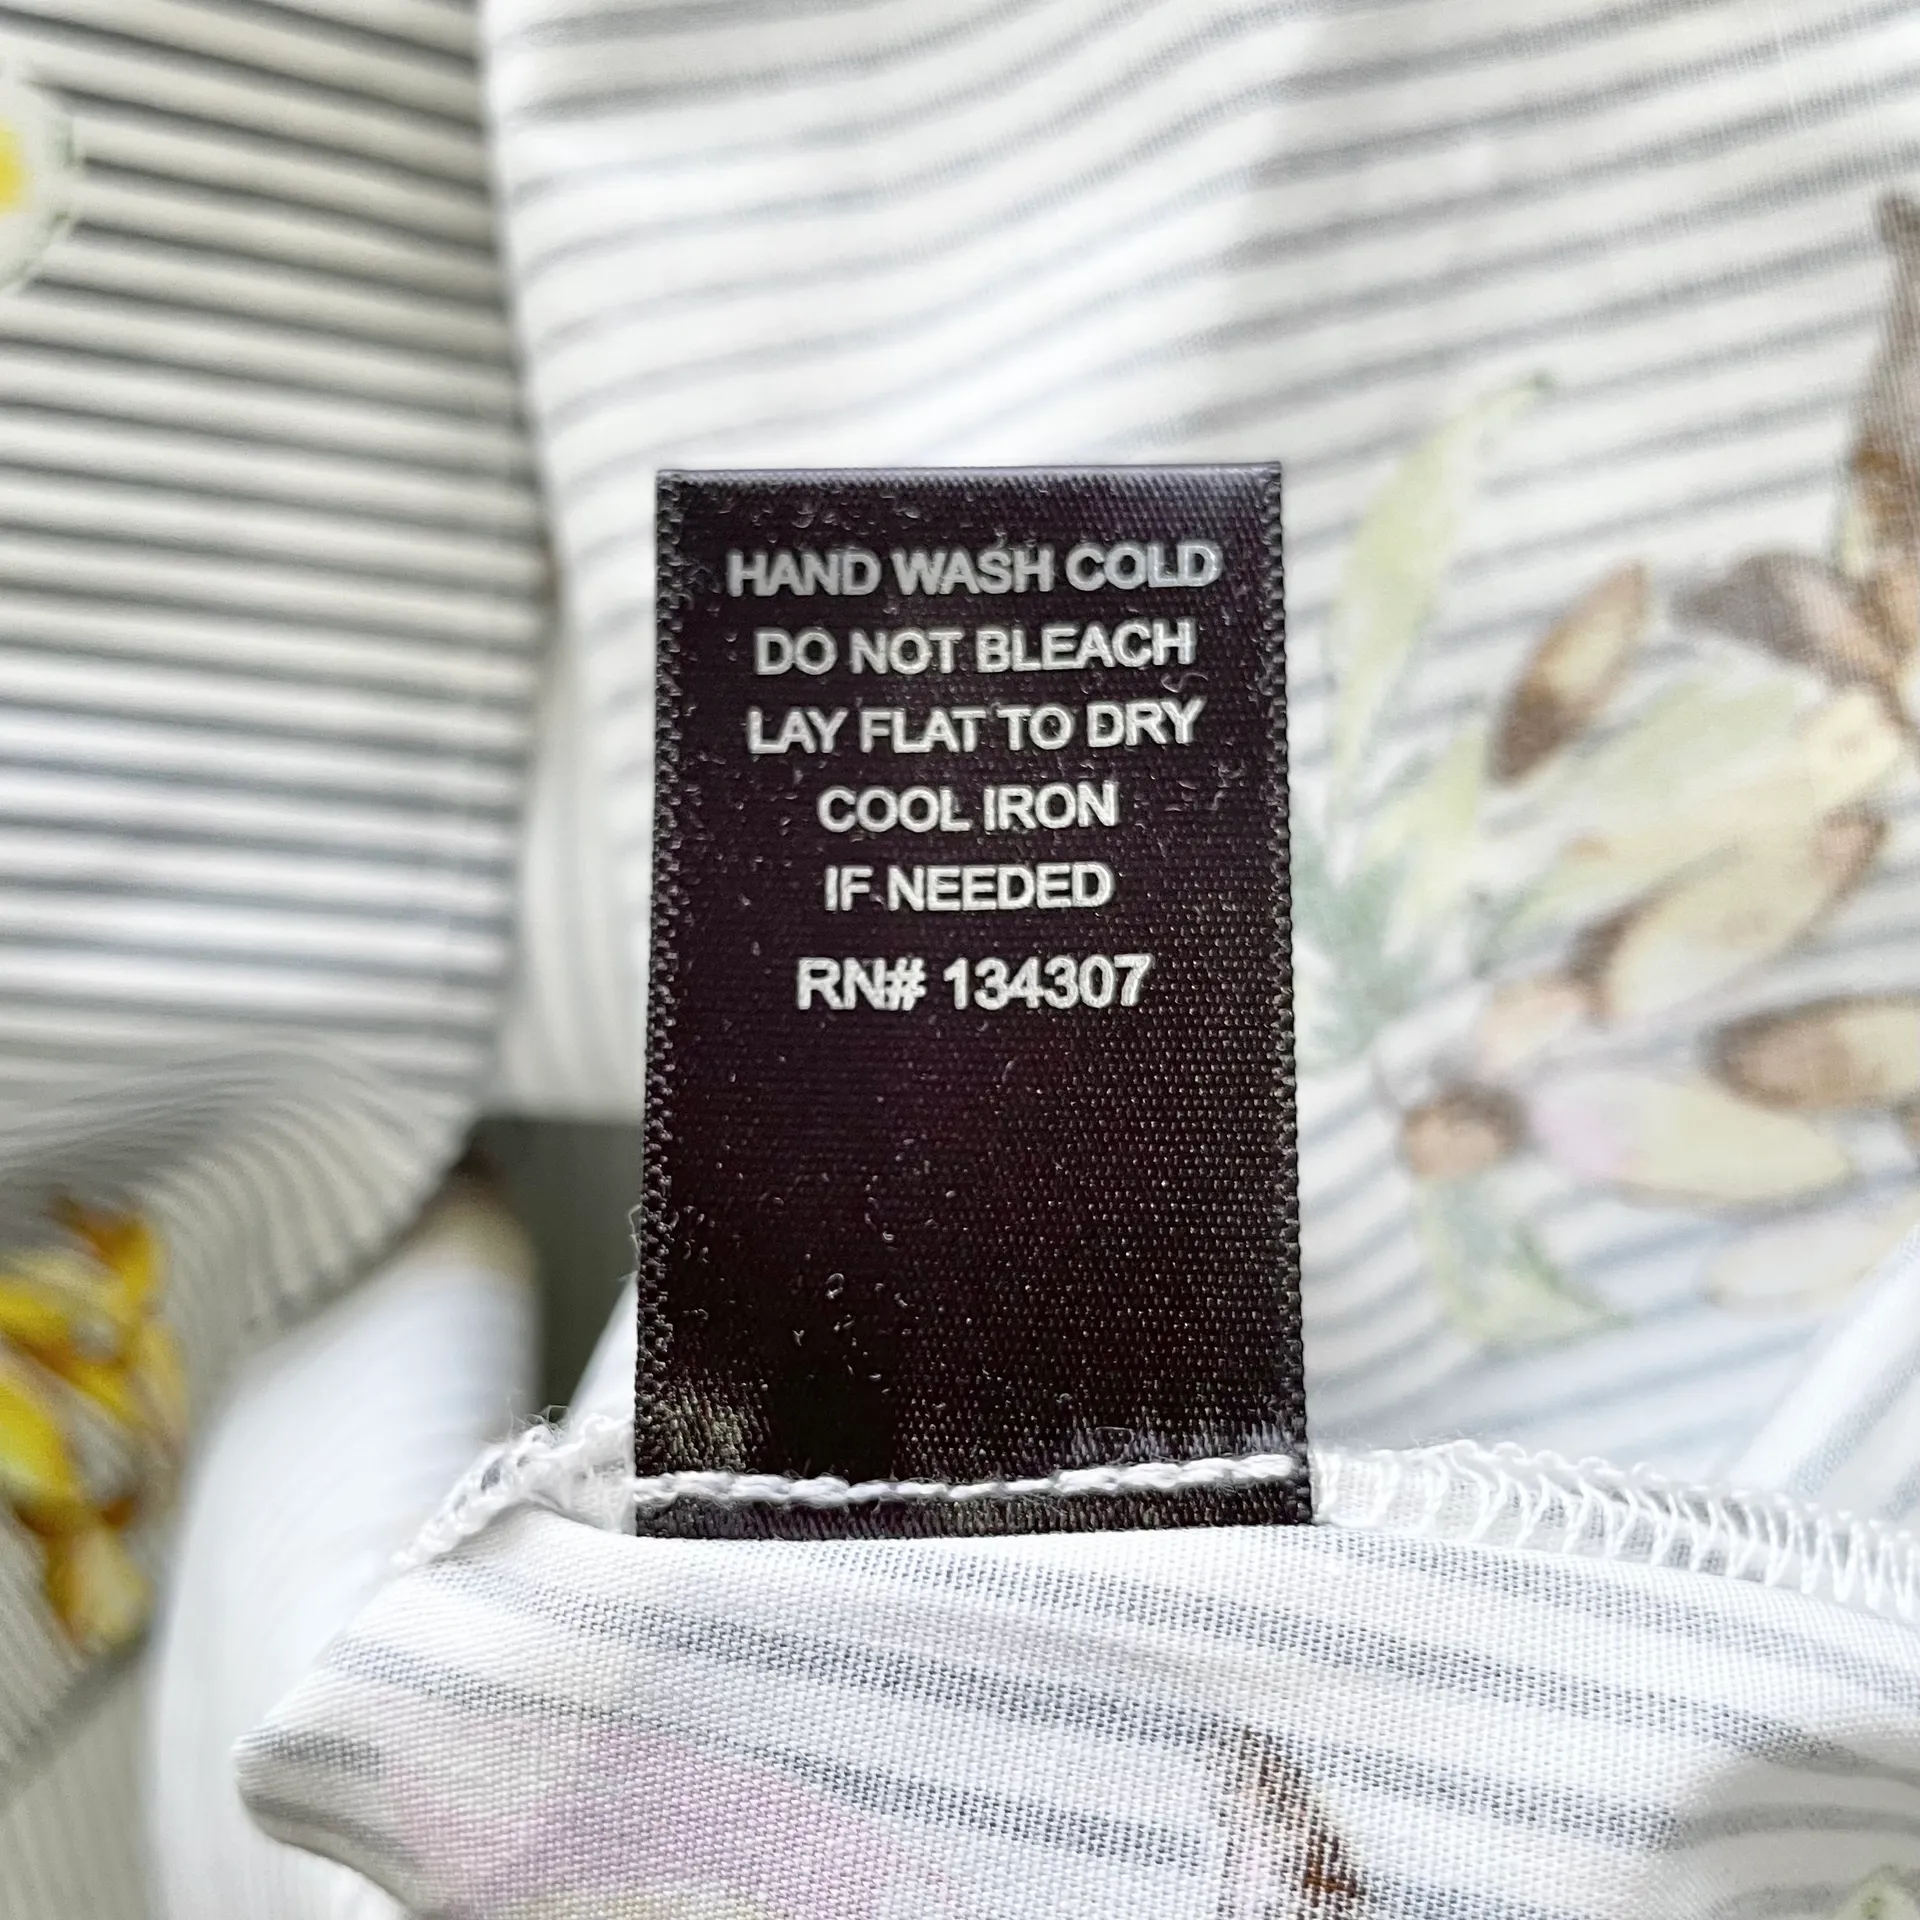 HAND WASH COLD
DO NOT BLEACH
LAY FLAT TO DRY
COOL IRON
IF NEEDED
RN# 134307